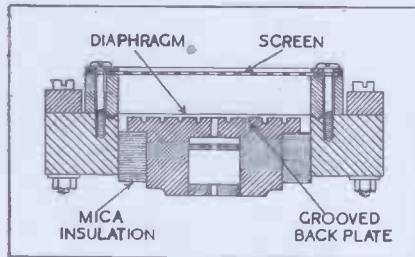 DIAPHRAGM
SCREEN
MICA
INSULATION
GROOVED
BACK PLATE